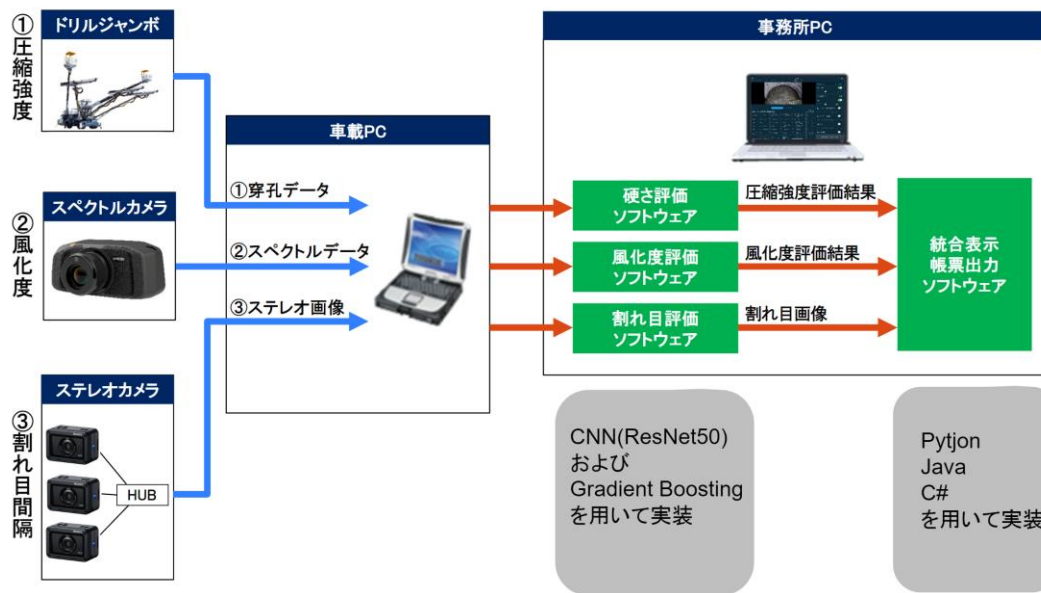 ①圧縮強度
ドリルジャンボ
②風化度
スペクトルカメラ
③割れ目間隔
ステレオカメラ
HUB
車載PC
①穿孔データ
②スペクトルデータ
③ステレオ画像
事務所PC
硬さ評価
ソフトウェア
圧縮強度評価結果
風化度評価
ソフトウェア
風化度評価結果
割れ目評価
ソフトウェア
割れ目画像
統合表示
帳票出力
ソフトウェア
CNN(ResNet50)
および
Gradient Boosting
を用いて実装
Pytjon
Java
C#
を用いて実装